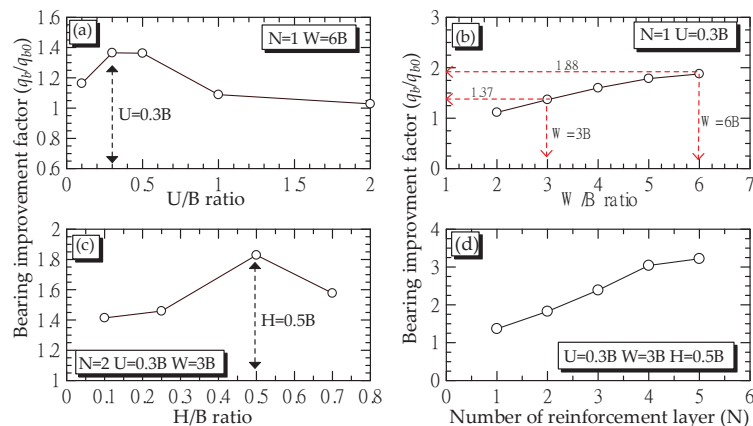 Bearing improvement factor (qb/qb0)
(a)
N=1 W=6B
U=0.3B
1.6
1.4
1.2
1
0.8
0.6
0 0.5 1 1.5 2
U/B ratio
Bearing improvment factor (qb/qb0)
(b)
N=1 U=0.3B
1.88
1.37
W=3B
W=6B
3
2
1
0
1 2 3 4 5 6 7
W/B ratio
(c)
H=0.5B
N=2 U=0.3B W=3B
2
1.8
1.6
1.4
1.2
1
0 0.1 0.2 0.3 0.4 0.5 0.6 0.7 0.8
H/B ratio
(d)
U=0.3B W=3B H=0.5B
4
3
2
1
0
0 1 2 3 4 5 6
Number of reinforcement layer (N)